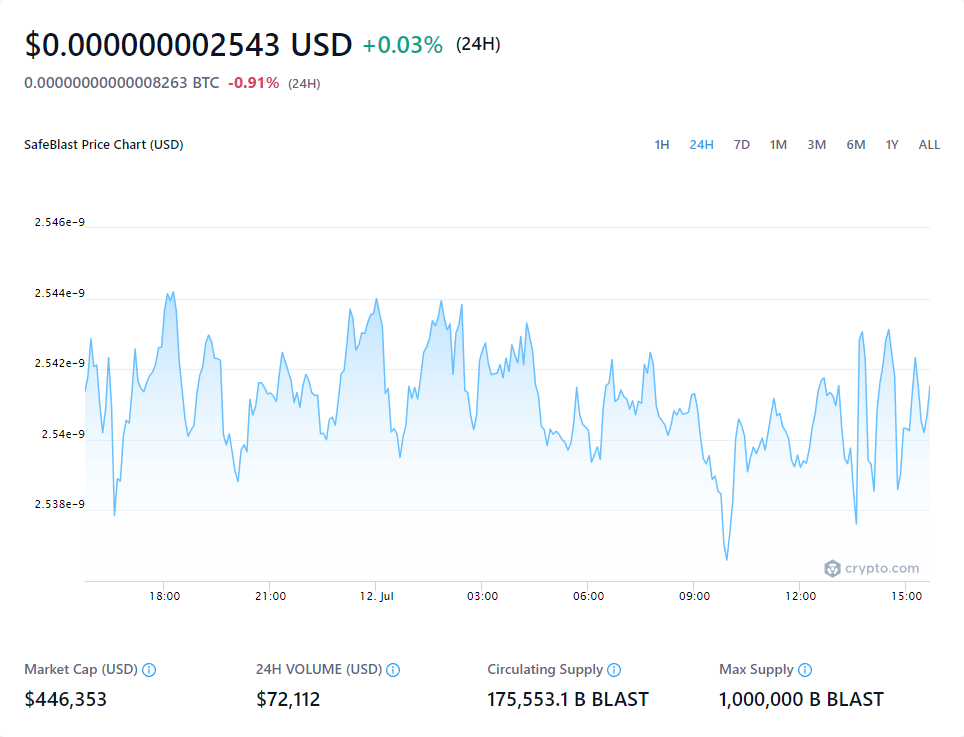 $0.000000002543 USD +0.03% (24H)
0.00000000000008263 BTC -0.91% (24H)
SafeBlast Price Chart (USD) 1H 24H 7D 1M 3M 6M 1Y ALL
2.546e-9
2.544e-9
2.542e-9
2.54e-9
2.538e-9
crypto.com
18:00 21:00 12. Jul 03:00 06:00 09:00 12:00 15:00
Market Cap (USD) 24H VOLUME (USD) Circulating Supply Max Supply
$446,353 $72,112 175,553.1 B BLAST 1,000,000 B BLAST